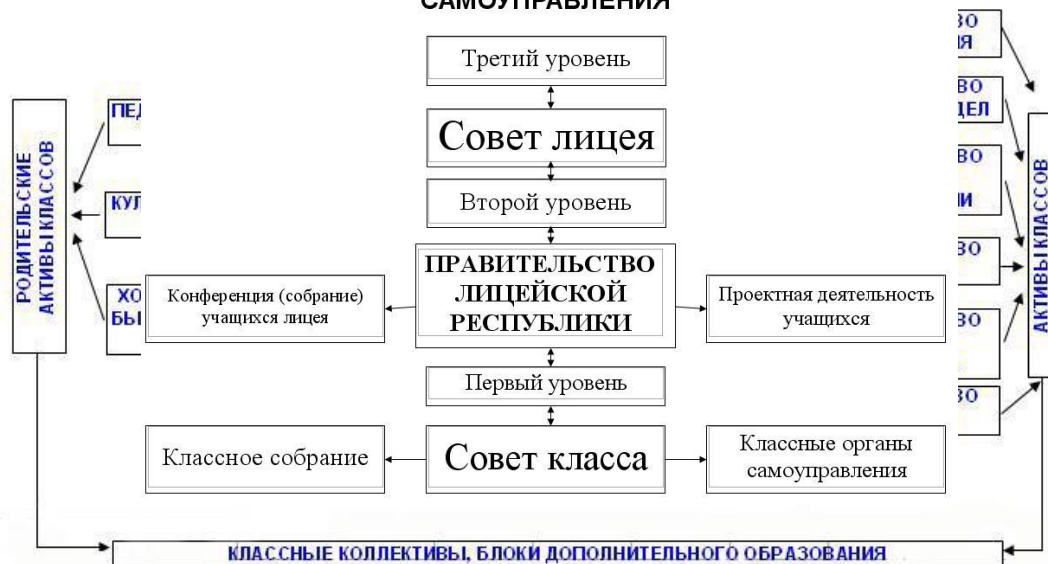 САМОУПРАВЛЕНИЯ
Третий уровень
Совет лицея
Второй уровень
ПРАВИТЕЛЬСТВО
ЛИЦЕЙСКОЙ
РЕСПУБЛИКИ
Конференция (собрание)
учащихся лицея
Проектная деятельность
учащихся
Первый уровень
Классное собрание
Совет класса
Классные органы
самоуправления
РОДИТЕЛЬСКИЕ
АКТИВЫ КЛАССОВ
АКТИВЫ КЛАССОВ
КЛАССНЫЕ КОЛЛЕКТИВЫ, БЛОКИ ДОПОЛНИТЕЛЬНОГО ОБРАЗОВАНИЯ